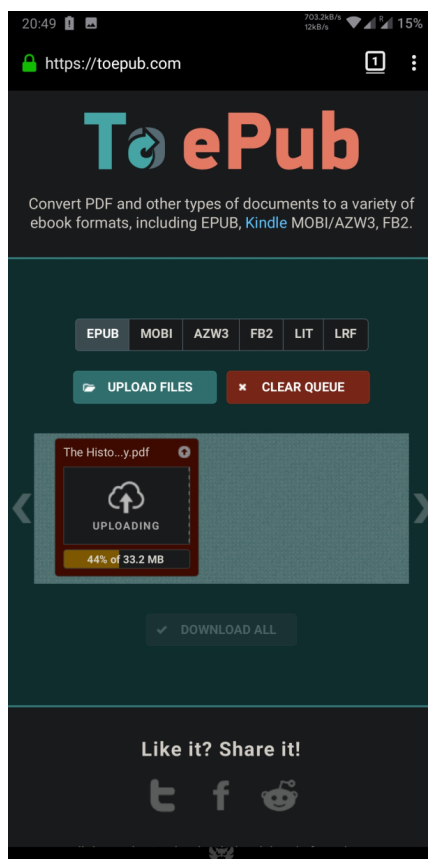 20:49
703.2kB/s
12kB/s
R
15%
https://toepub.com
1
To ePub
Convert PDF and other types of documents to a variety of
ebook formats, including EPUB, Kindle MOBI/AZW3, FB2.
EPUB MOBI AZW3 FB2 LIT LRF
UPLOAD FILES
CLEAR QUEUE
The Histo...y.pdf
UPLOADING
44% of 33.2 MB
DOWNLOAD ALL
Like it? Share it!